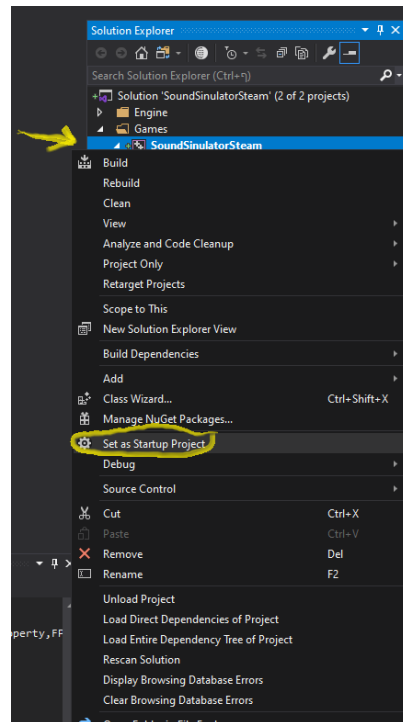 Solution Explorer
Search Solution Explorer (Ctrl+η)
Solution 'SoundSinulatorSteam' (2 of 2 projects)
Engine
Games
SoundSinulatorSteam
Build
Rebuild
Clean
View
Analyze and Code Cleanup
Project Only
Retarget Projects
Scope to This
New Solution Explorer View
Build Dependencies
Add
Class Wizard... Ctrl+Shift+X
Manage NuGet Packages...
Set as Startup Project
Debug
Source Control
Cut Ctrl+X
Paste Ctrl+V
Remove Del
Rename F2
Unload Project
perty,FF
Load Direct Dependencies of Project
Load Entire Dependency Tree of Project
Rescan Solution
Display Browsing Database Errors
Clear Browsing Database Errors